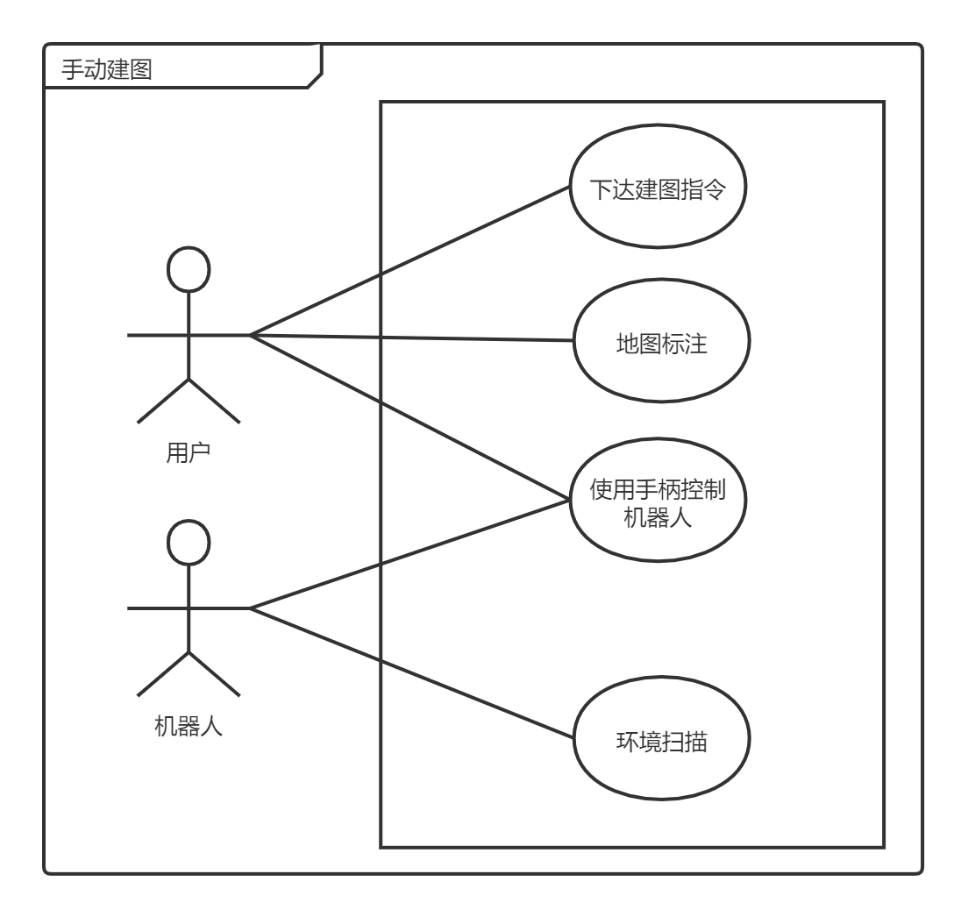 手动建图
下达建图指令
地图标注
用户
使用手柄控制
机器人
机器人
环境扫描